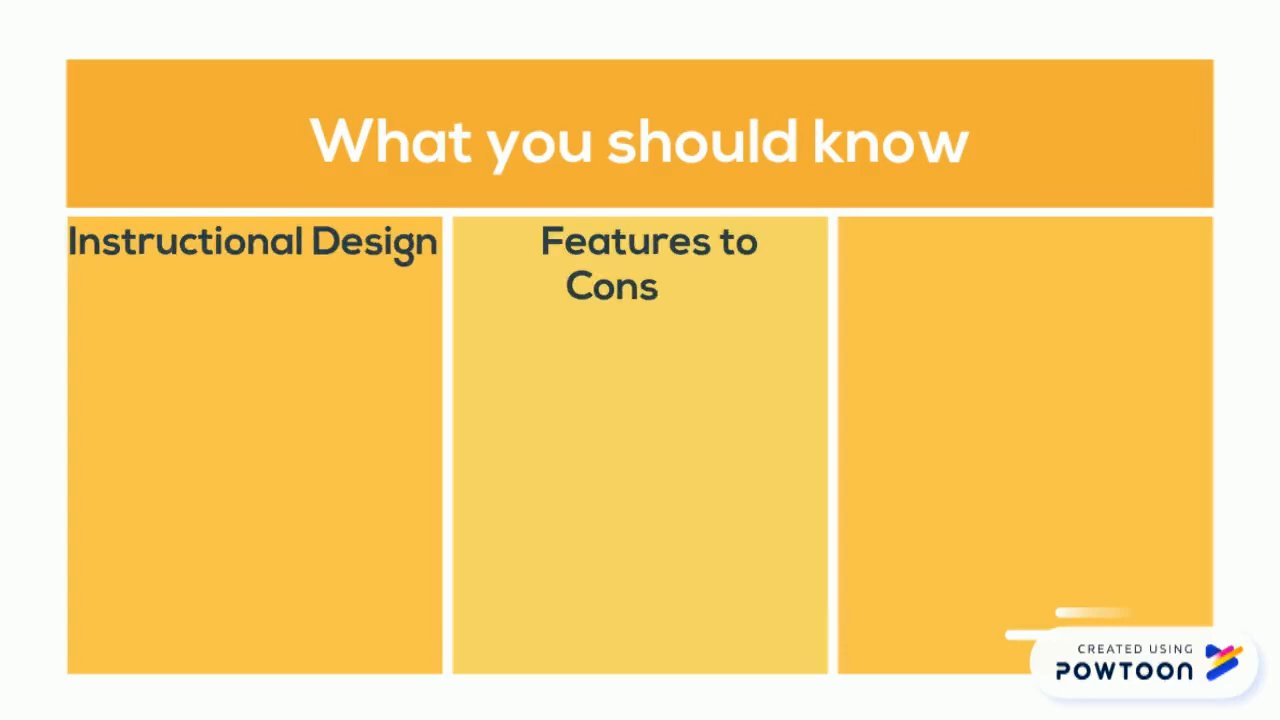 What you should know
Instructional Design
Features to
Cons
CREATED USING
POWTOON